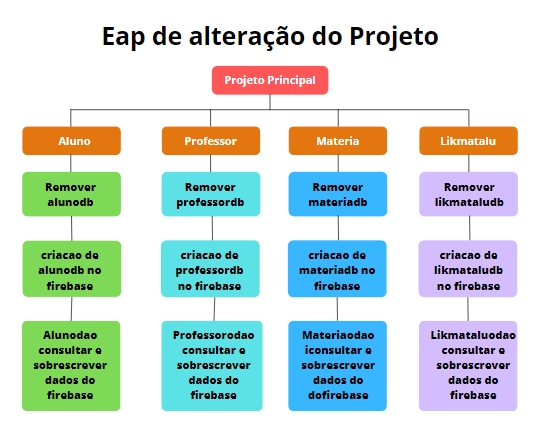 Eap de alteração do Projeto
Projeto Principal
Aluno
Professor
Materia
Likmatalu
Remover
alunodb
Remover
professordb
Remover
materiadb
Remover
likmataludb
criacao de
alunodb no
firebase
criacao de
professordb
no firebase
criacao de
materiadb no
firebase
criacao de
likmataludb
no firebase
Alunodao
consultar e
sobrescrever
dados do
firebase
Professorodao
consultar e
sobrescrever
dados do
firebase
Materiaodao
iconsultar e
sobrescrever
dados do
dofirebase
Likmataluodao
consultar e
sobrescrever
dados do
firebase